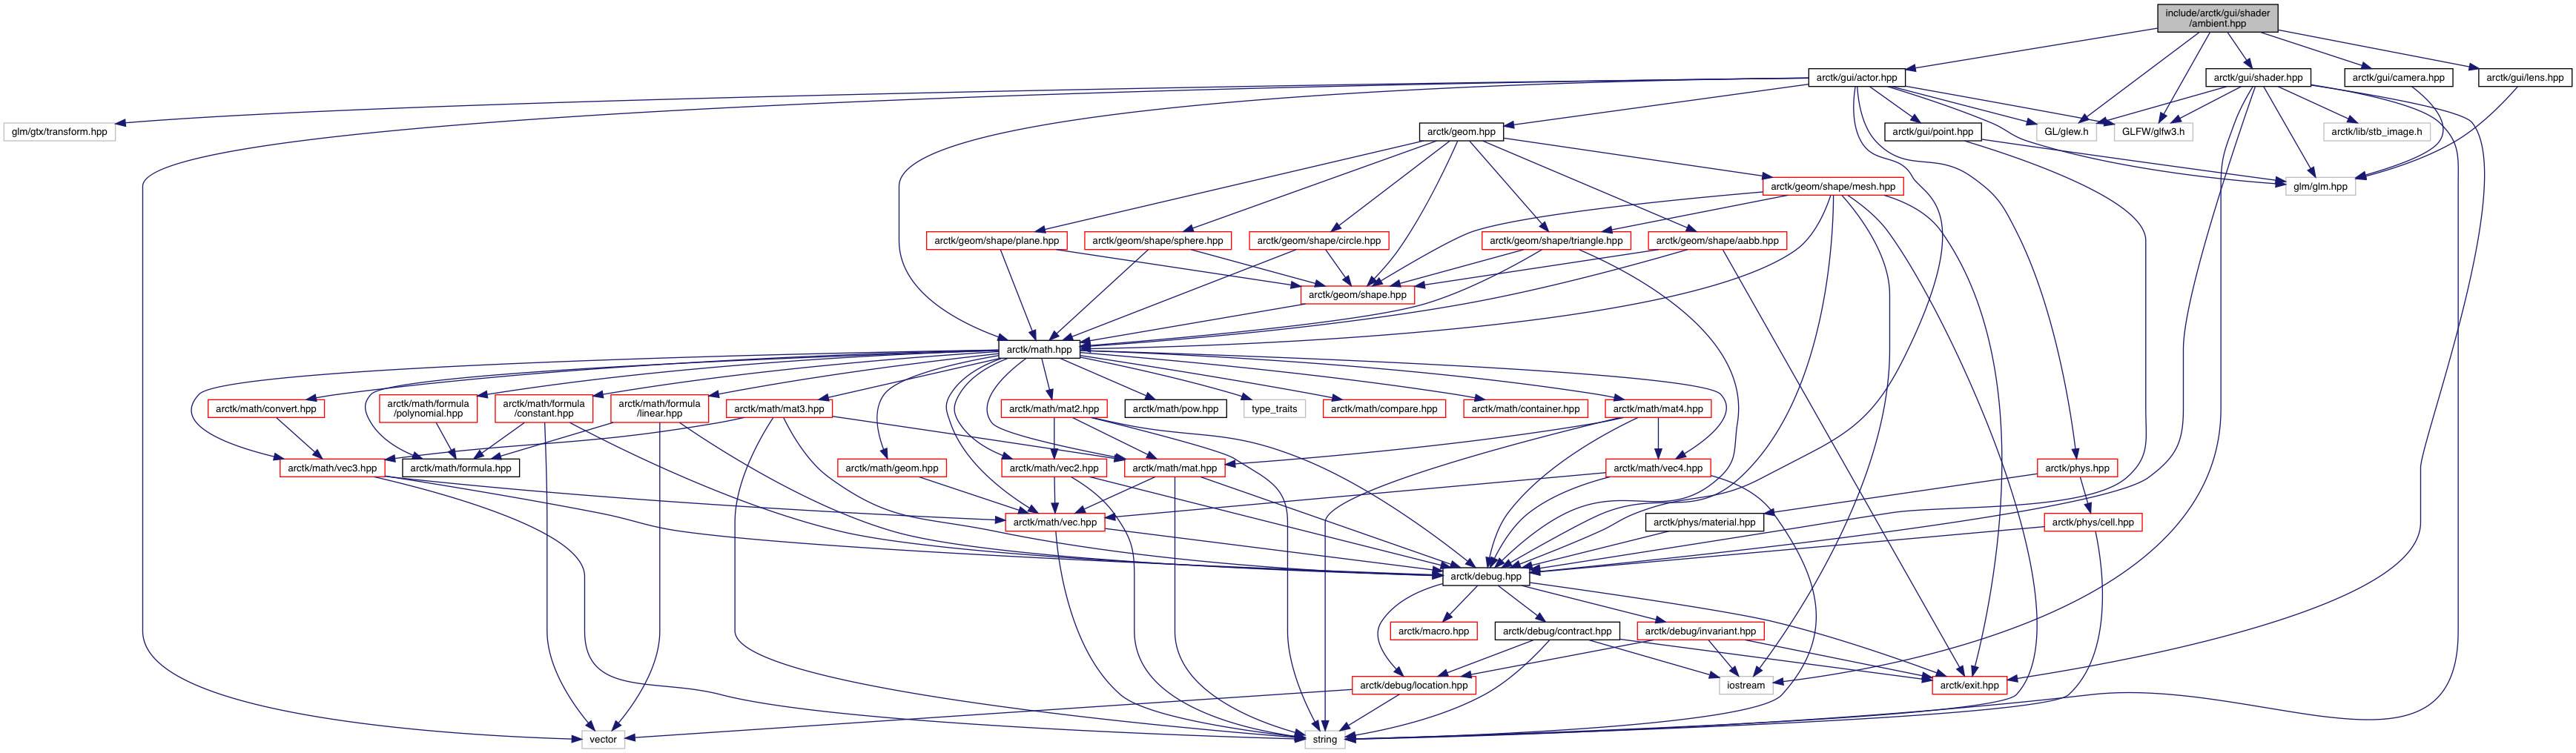 include/arctk/gui/shader
/ambient.hpp
arctk/gui/actor.hpp
arctk/gui/shader.hpp
arctk/gui/camera.hpp
arctk/gui/lens.hpp
glm/gtx/transform.hpp
arctk/geom.hpp
arctk/gui/point.hpp
GL/glew.h
GLFW/glfw3.h
arctk/lib/stb_image.h
arctk/geom/shape/mesh.hpp
glm/glm.hpp
arctk/geom/shape/plane.hpp
arctk/geom/shape/sphere.hpp
arctk/geom/shape/circle.hpp
arctk/geom/shape/triangle.hpp
arctk/geom/shape/aabb.hpp
arctk/geom/shape.hpp
arctk/math.hpp
arctk/math/convert.hpp
arctk/math/formula
/polynomial.hpp
arctk/math/formula
/constant.hpp
arctk/math/formula
/linear.hpp
arctk/math/mat3.hpp
arctk/math/mat2.hpp
arctk/math/pow.hpp
type_traits
arctk/math/compare.hpp
arctk/math/container.hpp
arctk/math/mat4.hpp
arctk/math/vec3.hpp
arctk/math/formula.hpp
arctk/math/geom.hpp
arctk/math/vec2.hpp
arctk/math/mat.hpp
arctk/math/vec4.hpp
arctk/phys.hpp
arctk/math/vec.hpp
arctk/phys/material.hpp
arctk/phys/cell.hpp
arctk/debug.hpp
arctk/macro.hpp
arctk/debug/contract.hpp
arctk/debug/invariant.hpp
arctk/debug/location.hpp
iostream
arctk/exit.hpp
vector
string